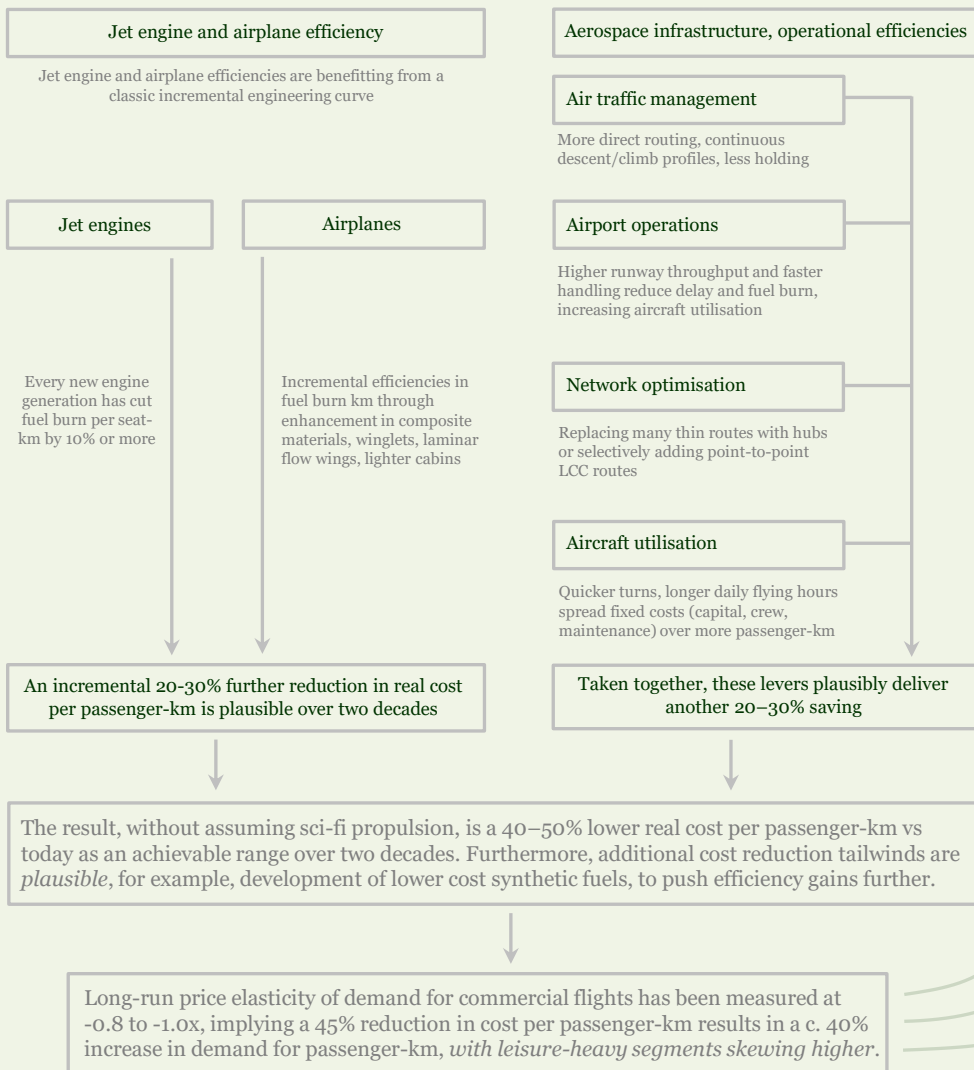 Jet engine and airplane efficiency
Jet engine and airplane efficiencies are benefitting from a
classic incremental engineering curve
Jet engines
Airplanes
Every new engine
generation has cut
fuel burn per seat-
km by 10% or more
Incremental efficiencies in
fuel burn km through
enhancement in composite
materials, winglets, laminar
flow wings, lighter cabins
An incremental 20-30% further reduction in real cost
per passenger-km is plausible over two decades
Aerospace infrastructure, operational efficiencies
Air traffic management
More direct routing, continuous
descent/climb profiles, less holding
Airport operations
Higher runway throughput and faster
handling reduce delay and fuel burn,
increasing aircraft utilisation
Network optimisation
Replacing many thin routes with hubs
or selectively adding point-to-point
LCC routes
Aircraft utilisation
Quicker turns, longer daily flying hours
spread fixed costs (capital, crew,
maintenance) over more passenger-km
Taken together, these levers plausibly deliver
another 20–30% saving
The result, without assuming sci-fi propulsion, is a 40–50% lower real cost per passenger-km vs
today as an achievable range over two decades. Furthermore, additional cost reduction tailwinds are
plausible, for example, development of lower cost synthetic fuels, to push efficiency gains further.
Long-run price elasticity of demand for commercial flights has been measured at
-0.8 to -1.0x, implying a 45% reduction in cost per passenger-km results in a c. 40%
increase in demand for passenger-km, with leisure-heavy segments skewing higher.